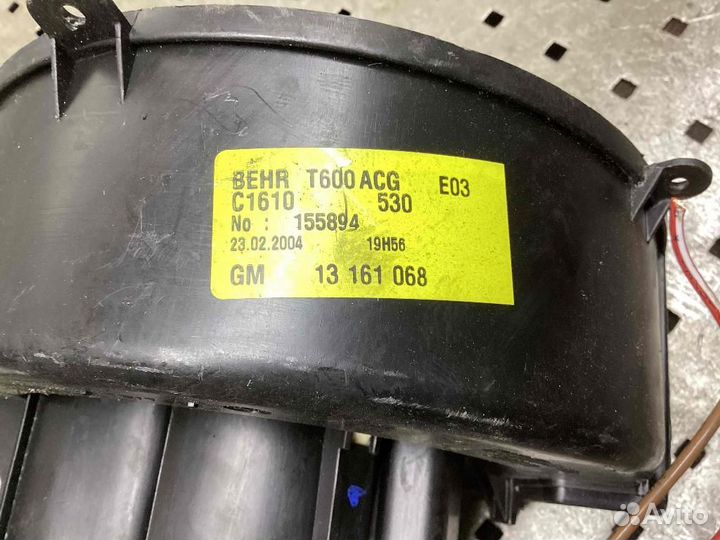 BEHR T600 ACG E03
C1610 530
No : 155894
23.02.2004 19H56
GM 13 161 068
Avito